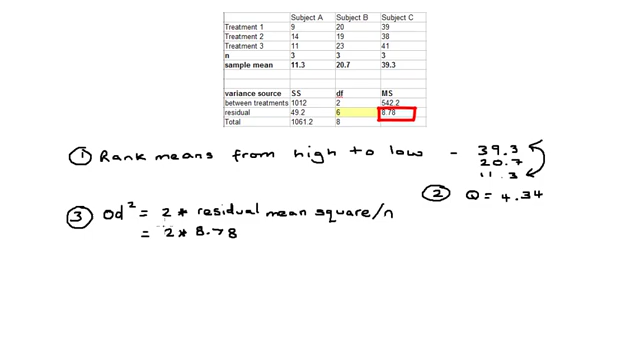 Subject A Subject B Subject C
Treatment 1 9 20 39
Treatment 2 14 19 38
Treatment 3 11 23 41
n 3 3 3
sample mean 11.3 20.7 39.3
variance source SS df MS
between treatments 1012 2 542.2
residual 49.2 6 8.78
Total 1061.2 8
① Rank means from high to low - 39.3
20.7
11.3
② Q = 4.34
③ σd² = 2 * residual mean square/n
= 2 * 8.78